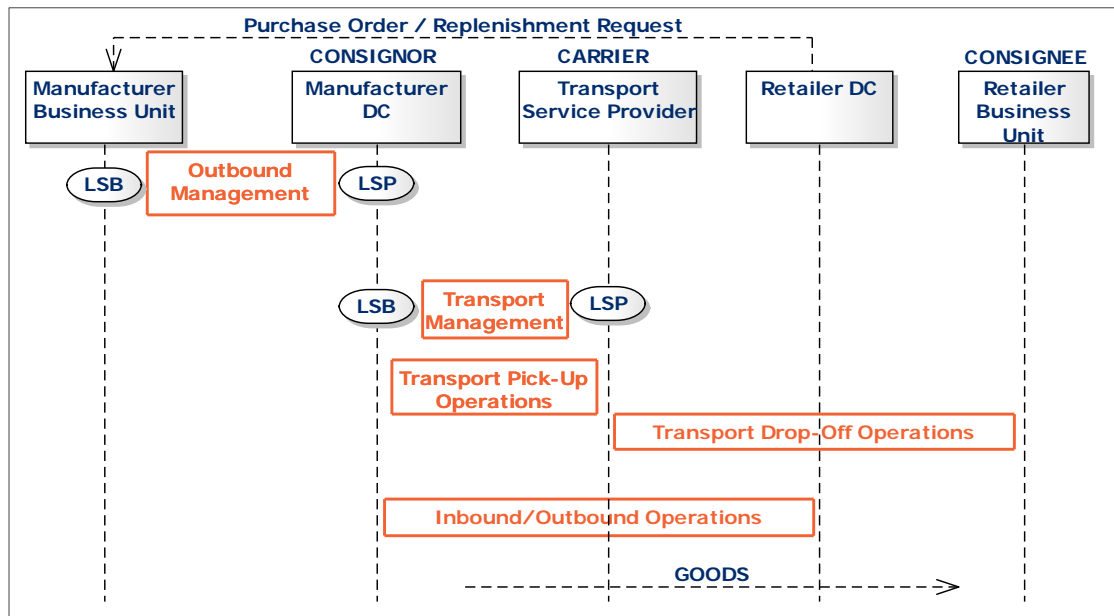 Purchase Order / Replenishment Request
CONSIGNOR
CARRIER
CONSIGNEE
Manufacturer
Business Unit
Manufacturer
DC
Transport
Service Provider
Retailer DC
Retailer
Business
Unit
LSB
Outbound
Management
LSP
LSB
Transport
Management
LSP
Transport Pick-Up
Operations
Transport Drop-Off Operations
Inbound/Outbound Operations
GOODS